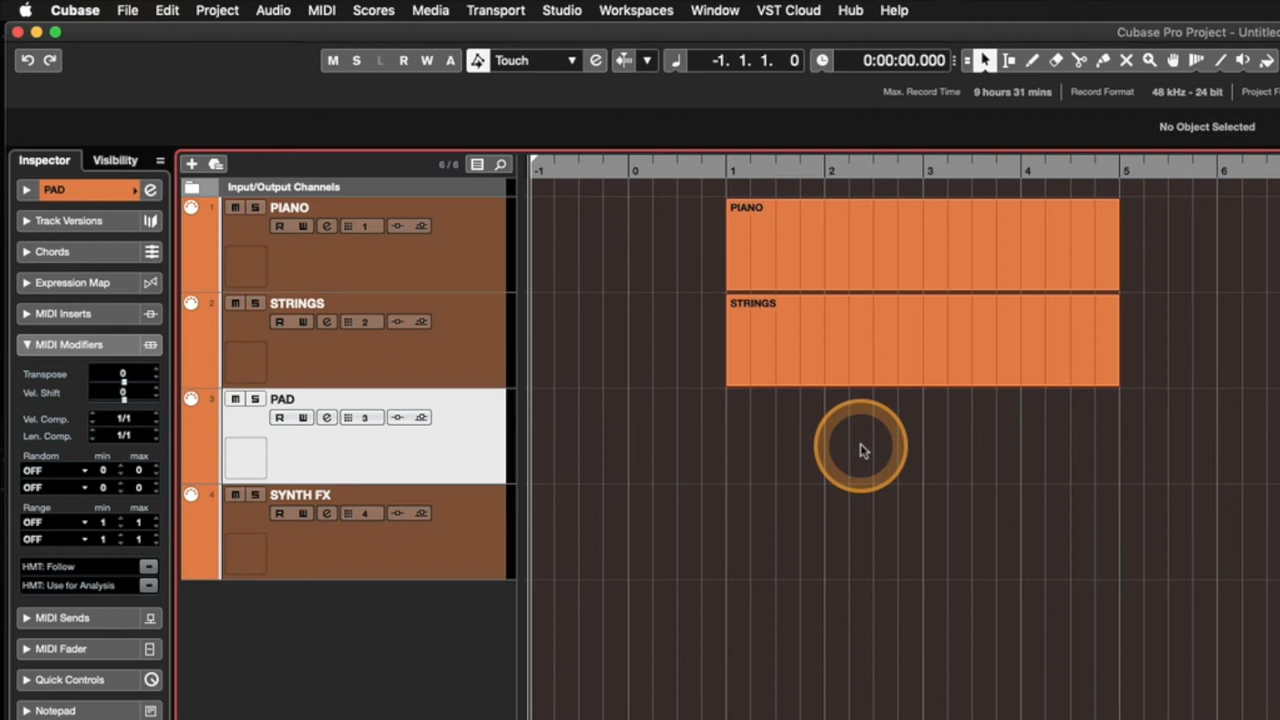 Cubase File Edit Project Audio MIDI Scores Media Transport Studio Workspaces Window VST Cloud Hub Help
Cubase Pro Project - Untitle
M S L R W A Touch -1. 1. 1. 0 0:00:00.000
Max. Record Time 9 hours 31 mins Record Format 48 kHz - 24 bit Project F
No Object Selected
Inspector Visibility 6/6
-1 0 1 2 3 4 5 6
Input/Output Channels
PAD
Track Versions
Chords
Expression Map
MIDI Inserts
MIDI Modifiers
Transpose 0
Vel. Shift 0
Vel. Comp. 1/1
Len. Comp. 1/1
Random min max
OFF 0 0
OFF 0 0
Range min max
OFF 1 1
OFF 1 1
HMT: Follow
HMT: Use for Analysis
MIDI Sends
MIDI Fader
Quick Controls
Notepad
1 m S PIANO
R W e 1
2 m S STRINGS
R W e 2
3 m S PAD
R W e 3
4 m S SYNTH FX
R W e 4
PIANO
STRINGS